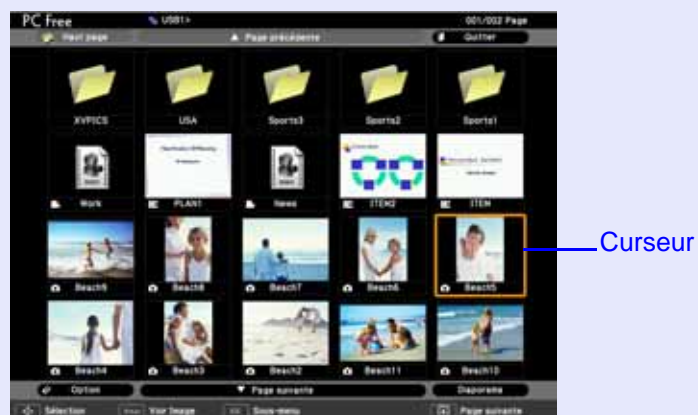 PC Free USB1> 001/002 Page
Haut page Page précédente Quitter
XVPICS USA Sports3 Sports2 Sports1
Work PLAN1 News ITEM2 ITEM
Curseur
Beach9 Beach8 Beach7 Beach6 Beach5
Beach4 Beach3 Beach2 Beach11 Beach10
Option Page suivante Diaporama
Sélection Voir Image Sous-menu Page suivante